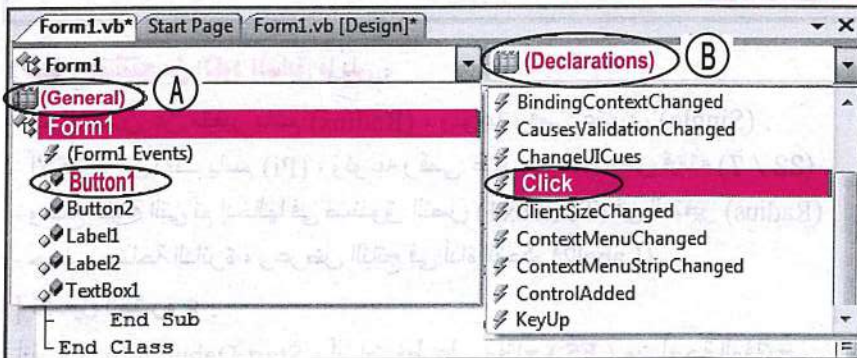 Form1.vb* Start Page Form1.vb [Design]*
Form1
(Declarations) B
(General) A
Form1
(Form1 Events)
Button1
Button2
Label1
Label2
TextBox1
BindingContextChanged
CausesValidationChanged
ChangeUICues
Click
ClientSizeChanged
ContextMenuChanged
ContextMenuStripChanged
ControlAdded
KeyUp
End Sub
End Class